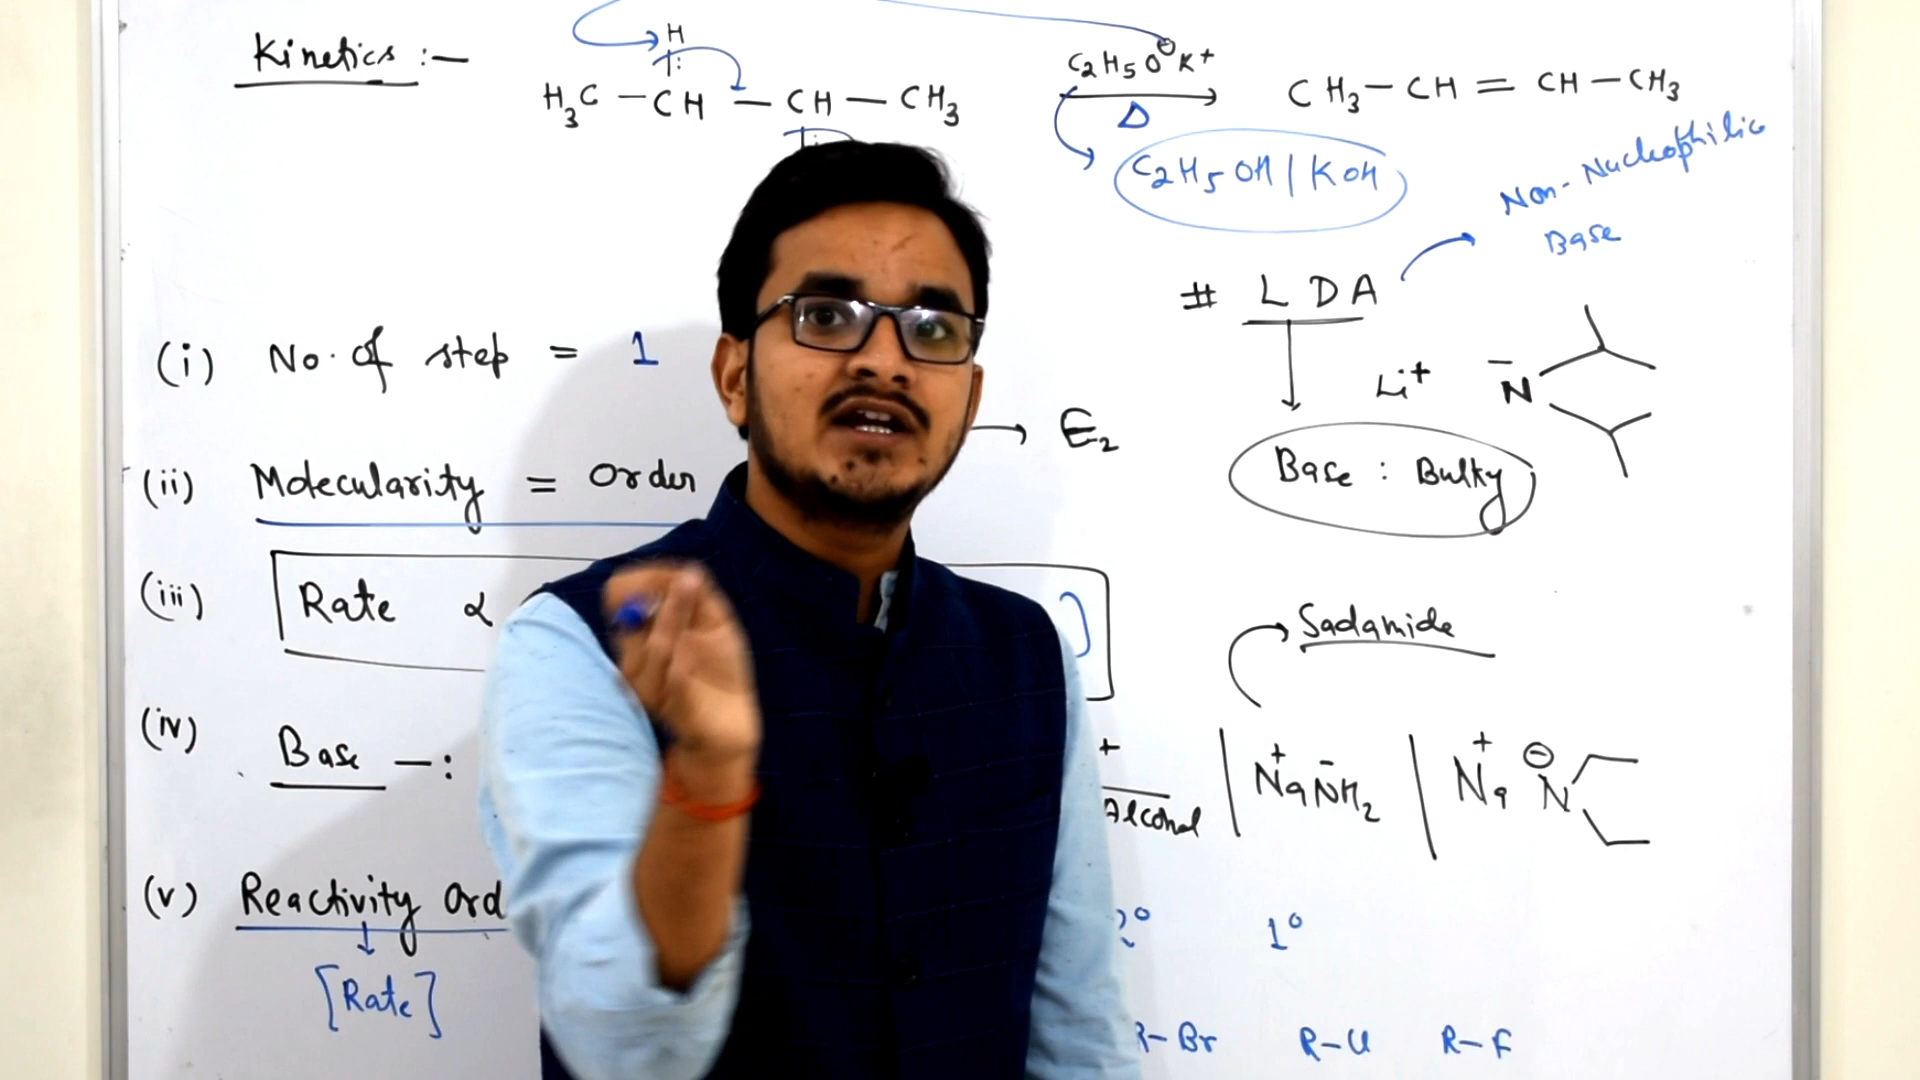 Kinetics :-
H
H3C - CH - CH - CH3
C2H5O⊖K+
Δ
CH3 - CH = CH - CH3
C2H5OH / KOH
Non-Nucleophilic
Base
# LDA
Li+ N̄
(i) No. of step = 1
→ E2
Base : Bulky
(ii) Molecularity = order
(iii) Rate α
Sadamide
(iv) Base -:
+
Alcohol
Na+ N̄H2
Na+ N⊖
(v) Reactivity Ord
2° 1°
[Rate]
R-Br R-Cl R-F